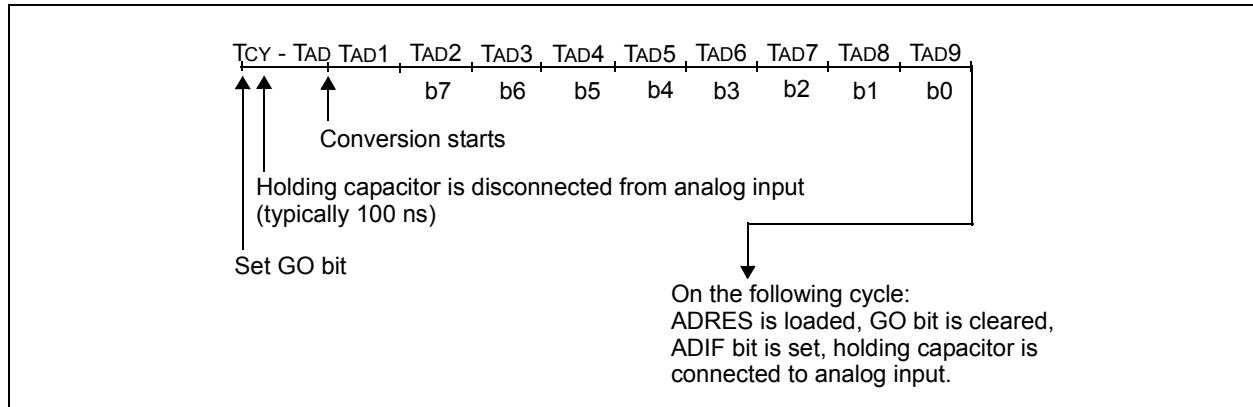 TCY - TAD TAD1 TAD2 TAD3 TAD4 TAD5 TAD6 TAD7 TAD8 TAD9
b7 b6 b5 b4 b3 b2 b1 b0
Conversion starts
Holding capacitor is disconnected from analog input
(typically 100 ns)
Set GO bit
On the following cycle:
ADRES is loaded, GO bit is cleared,
ADIF bit is set, holding capacitor is
connected to analog input.